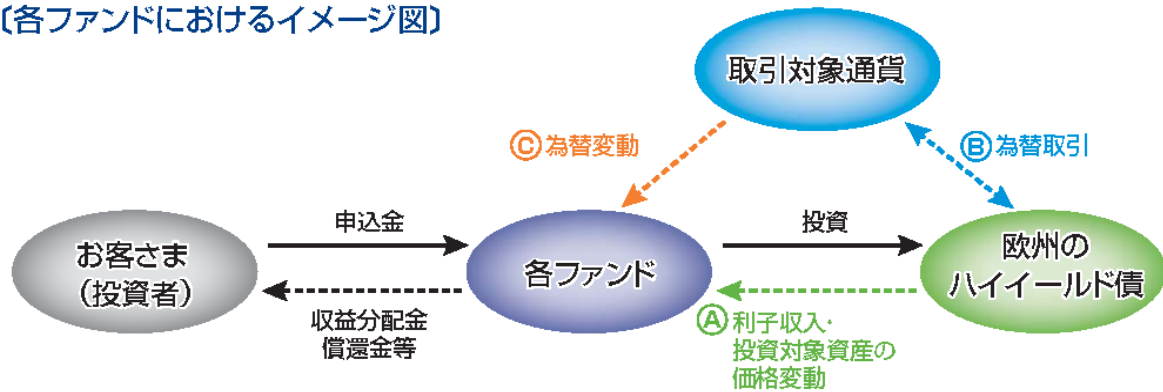 〔各ファンドにおけるイメージ図〕
取引対象通貨
Ⓒ為替変動
Ⓑ為替取引
お客さま
（投資者）
申込金
収益分配金
償還金等
各ファンド
投資
Ⓐ利子収入・
投資対象資産の
価格変動
欧州の
ハイイールド債